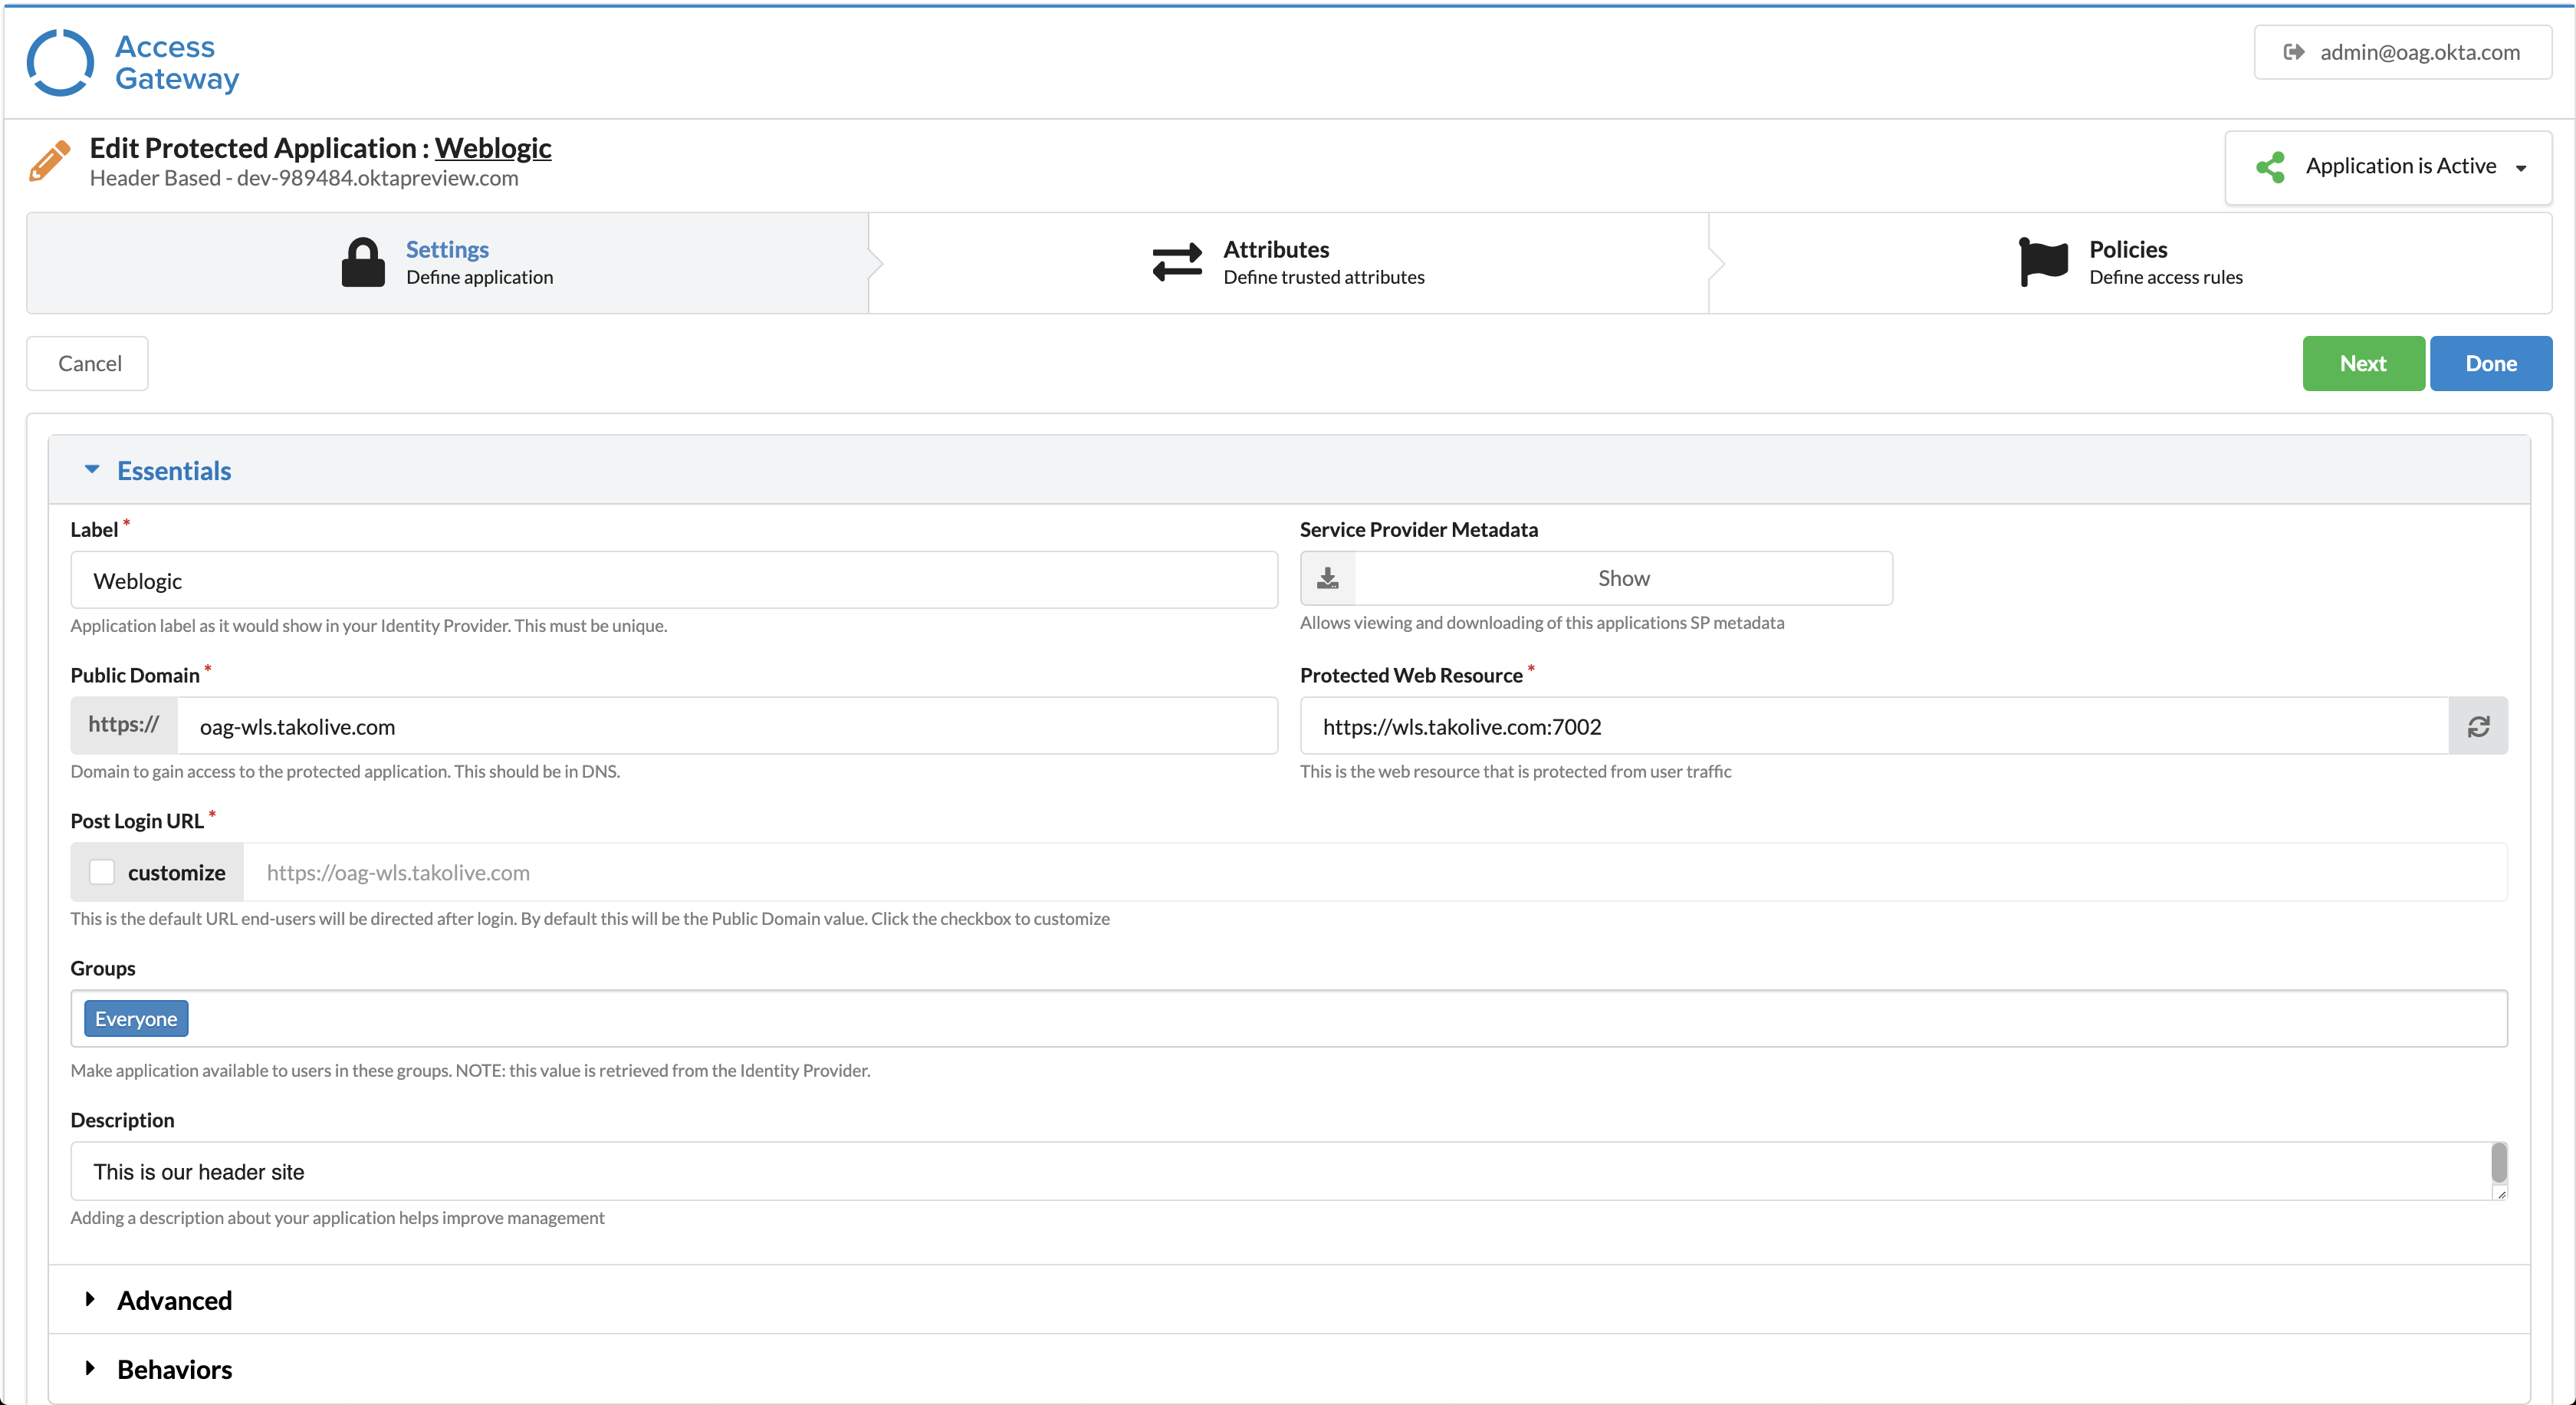 Access
Gateway
admin@oag.okta.com
Edit Protected Application : Weblogic
Header Based - dev-989484.oktapreview.com
Application is Active
Settings
Define application
Attributes
Define trusted attributes
Policies
Define access rules
Cancel
Next
Done
Essentials
Label *
Weblogic
Application label as it would show in your Identity Provider. This must be unique.
Service Provider Metadata
Show
Allows viewing and downloading of this applications SP metadata
Public Domain *
https:// oag-wls.takolive.com
Domain to gain access to the protected application. This should be in DNS.
Protected Web Resource *
https://wls.takolive.com:7002
This is the web resource that is protected from user traffic
Post Login URL *
customize https://oag-wls.takolive.com
This is the default URL end-users will be directed after login. By default this will be the Public Domain value. Click the checkbox to customize
Groups
Everyone
Make application available to users in these groups. NOTE: this value is retrieved from the Identity Provider.
Description
This is our header site
Adding a description about your application helps improve management
Advanced
Behaviors